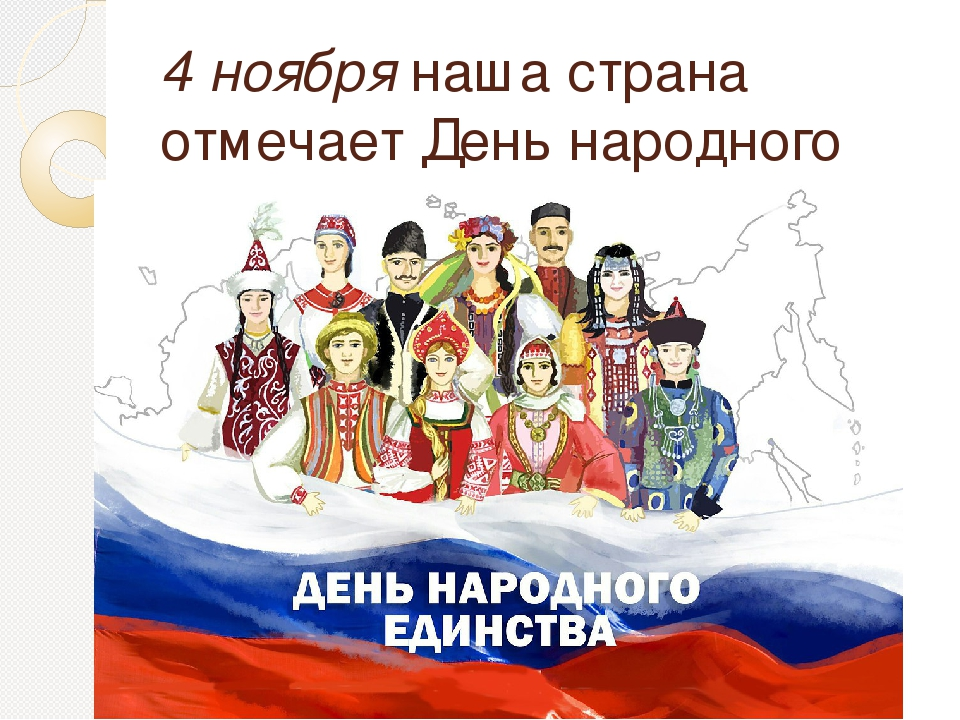 4 ноября наша страна
отмечает День народного
ДЕНЬ НАРОДНОГО
ЕДИНСТВА